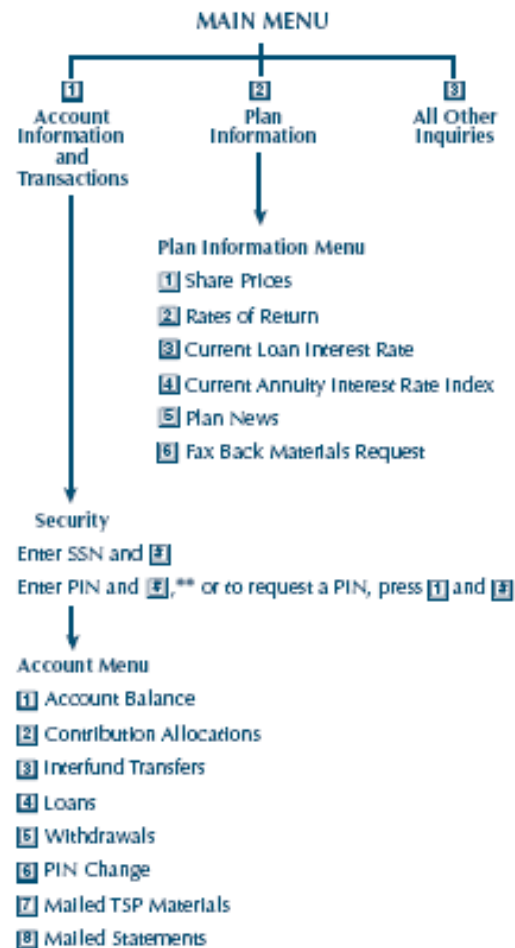 MAIN MENU
1
Account
Information
and
Transactions
2
Plan
Information
3
All Other
Inquiries
Plan Information Menu
1 Share Prices
2 Rates of Return
3 Current Loan Interest Rate
4 Current Annuity Interest Rate Index
5 Plan News
6 Fax Back Materials Request
Security
Enter SSN and #
Enter PIN and #,** or to request a PIN, press 1 and #
Account Menu
1 Account Balance
2 Contribution Allocations
3 Interfund Transfers
4 Loans
5 Withdrawals
6 PIN Change
7 Mailed TSP Materials
8 Mailed Statements